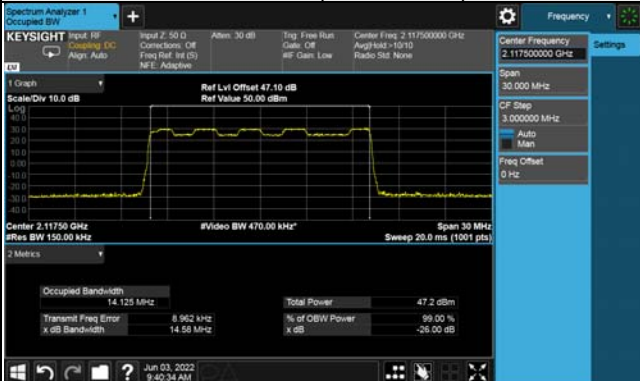 Spectrum Analyzer 1
Occupied BW
+
Frequency
KEYSIGHT Input: RF
Coupling: DC
Align: Auto
Input Z: 50 Ω
Corrections: Off
Freq Ref: Int (S)
NFE: Adaptive
Atten: 30 dB
Trig: Free Run
Gate: Off
#IF Gain: Low
Center Freq: 2.117500000 GHz
Avg|Hold:>10/10
Radio Std: None
LXI
Center Frequency
2.117500000 GHz
Settings
Span
30.000 MHz
CF Step
3.000000 MHz
Auto
Man
Freq Offset
0 Hz
1 Graph
Scale/Div 10.0 dB
Ref Lvl Offset 47.10 dB
Ref Value 50.00 dBm
Log
40.0
30.0
20.0
10.0
0.00
-10.0
-20.0
-30.0
-40.0
Center 2.11750 GHz
#Res BW 150.00 kHz
#Video BW 470.00 kHz*
Span 30 MHz
Sweep 20.0 ms (1001 pts)
2 Metrics
Occupied Bandwidth
14.125 MHz
Total Power 47.2 dBm
Transmit Freq Error 8.962 kHz
% of OBW Power 99.00 %
x dB Bandwidth 14.58 MHz
x dB -26.00 dB
?
Jun 03, 2022
9:40:34 AM